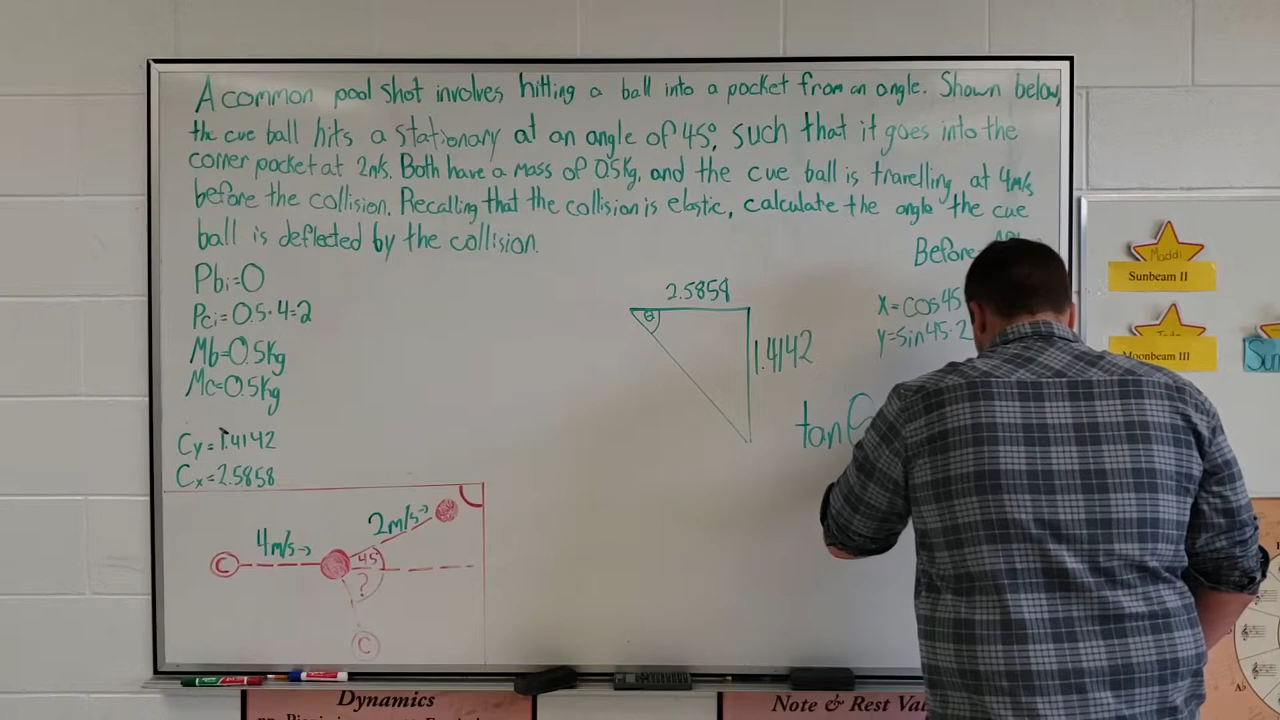 A common pool shot involves hitting a ball into a pocket from an angle. Shown below,
the cue ball hits a stationary at an angle of 45°, such that it goes into the
corner pocket at 2m/s. Both have a mass of 0.5Kg, and the cue ball is travelling at 4m/s
before the collision. Recalling that the collision is elastic, calculate the angle the cue
ball is deflected by the collision.
Before=
Pbi=0
Pci=0.5·4=2
Mb=0.5Kg
Mc=0.5Kg
Cy=1.4142
Cx=2.5858
2.5858
θ
1.4142
X=cos45
y=sin45·2
tanθ
4m/s→
2m/s→
45
?
C
C
Maddi
Sunbeam II
Moonbeam III
Sun
Dynamics
Note & Rest Val
Ab